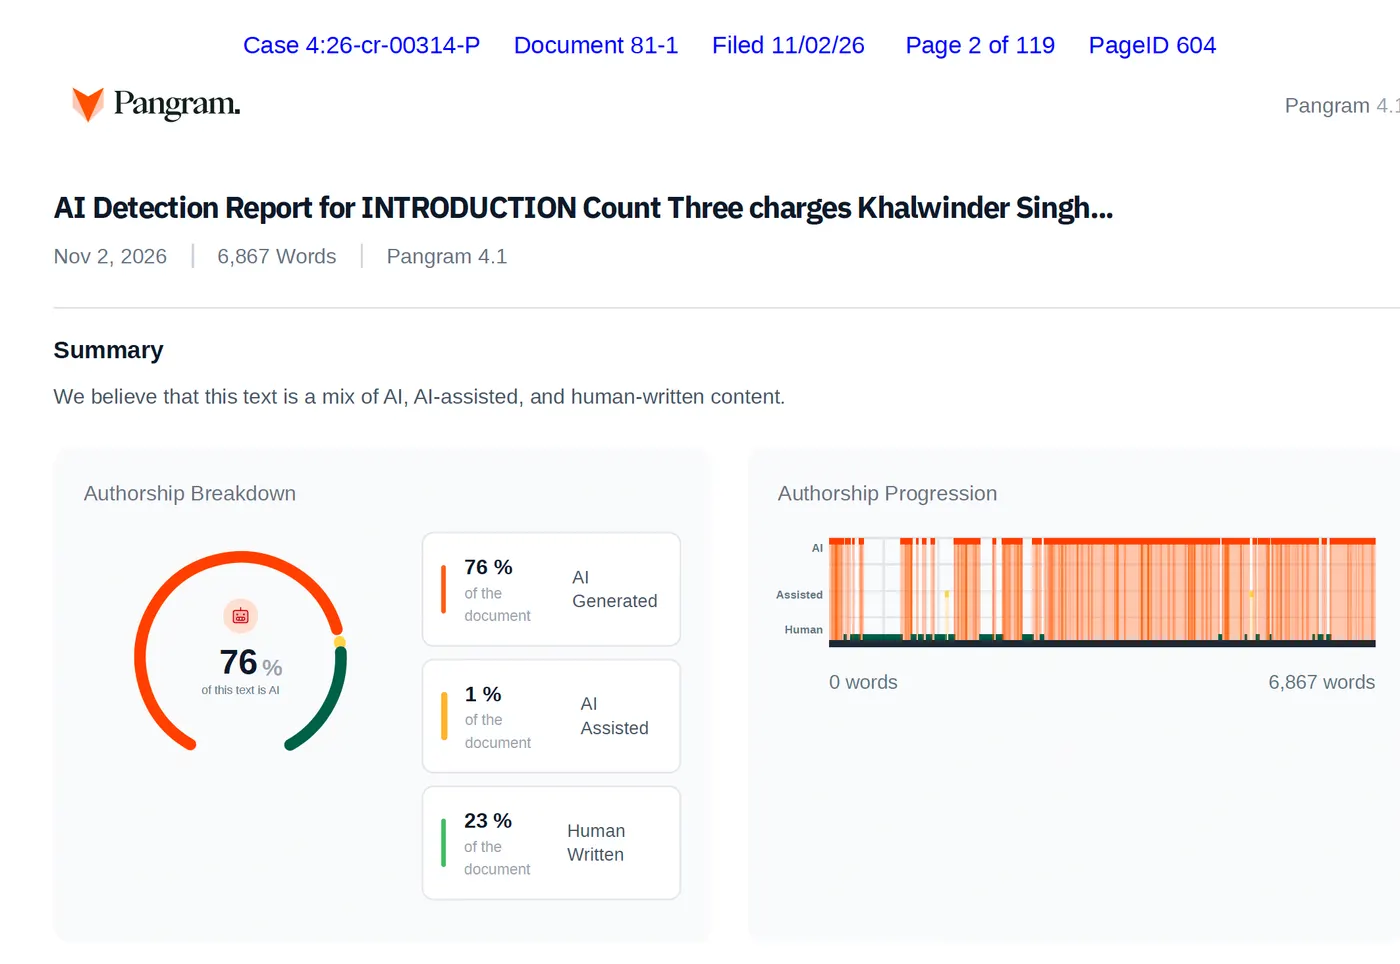 Case 4:26-cr-00314-P Document 81-1 Filed 11/02/26 Page 2 of 119 PageID 604
Pangram.
Pangram 4.1
AI Detection Report for INTRODUCTION Count Three charges Khalwinder Singh...
Nov 2, 2026 6,867 Words Pangram 4.1
Summary
We believe that this text is a mix of AI, AI-assisted, and human-written content.
Authorship Breakdown
76 %
of this text is AI
76 %
of the
document
AI
Generated
1 %
of the
document
AI
Assisted
23 %
of the
document
Human
Written
Authorship Progression
AI
Assisted
Human
0 words
6,867 words